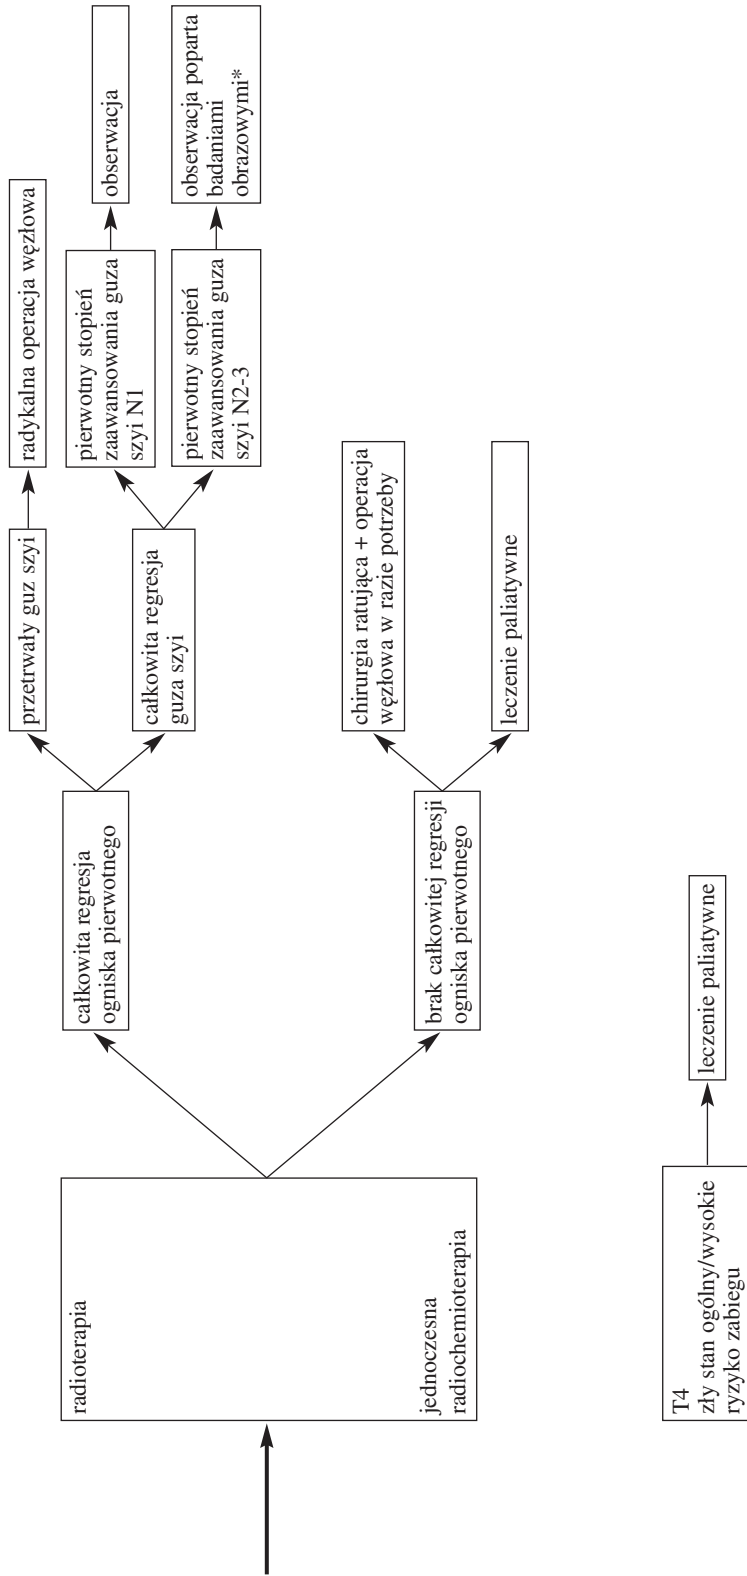 radioterapia
jednoczesna
radiochemioterapia
całkowita regresja
ogniska pierwotnego
przetrwały guz szyi
radykalna operacja węzłowa
całkowita regresja
guza szyi
pierwotny stopień
zaawansowania guza
szyi N1
obserwacja
pierwotny stopień
zaawansowania guza
szyi N2-3
obserwacja poparta
badaniami
obrazowymi*
brak całkowitej regresji
ogniska pierwotnego
chirurgia ratująca + operacja
węzłowa w razie potrzeby
leczenie paliatywne
T4
zły stan ogólny/wysokie
ryzyko zabiegu
leczenie paliatywne